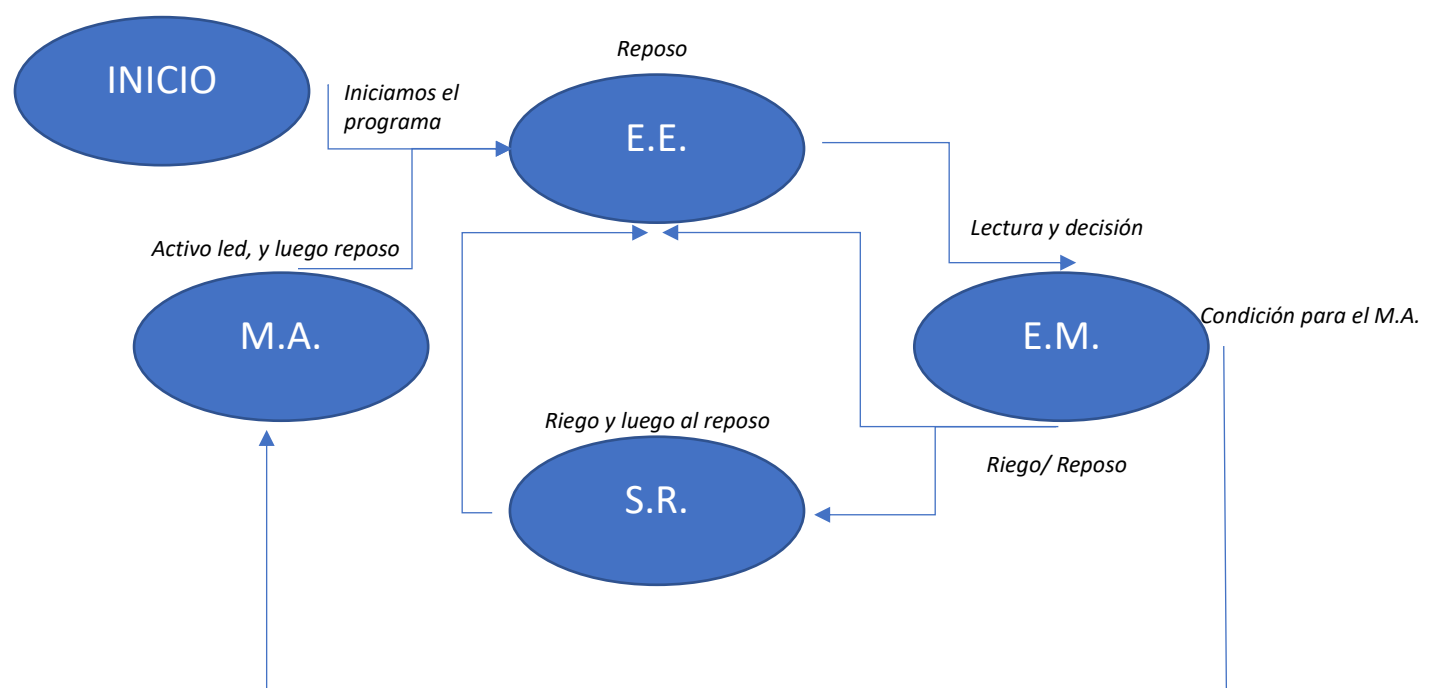 INICIO
Reposo
Iniciamos el
programa
E.E.
Activo led, y luego reposo
Lectura y decisión
M.A.
E.M.
Condición para el M.A.
Riego y luego al reposo
Riego/ Reposo
S.R.